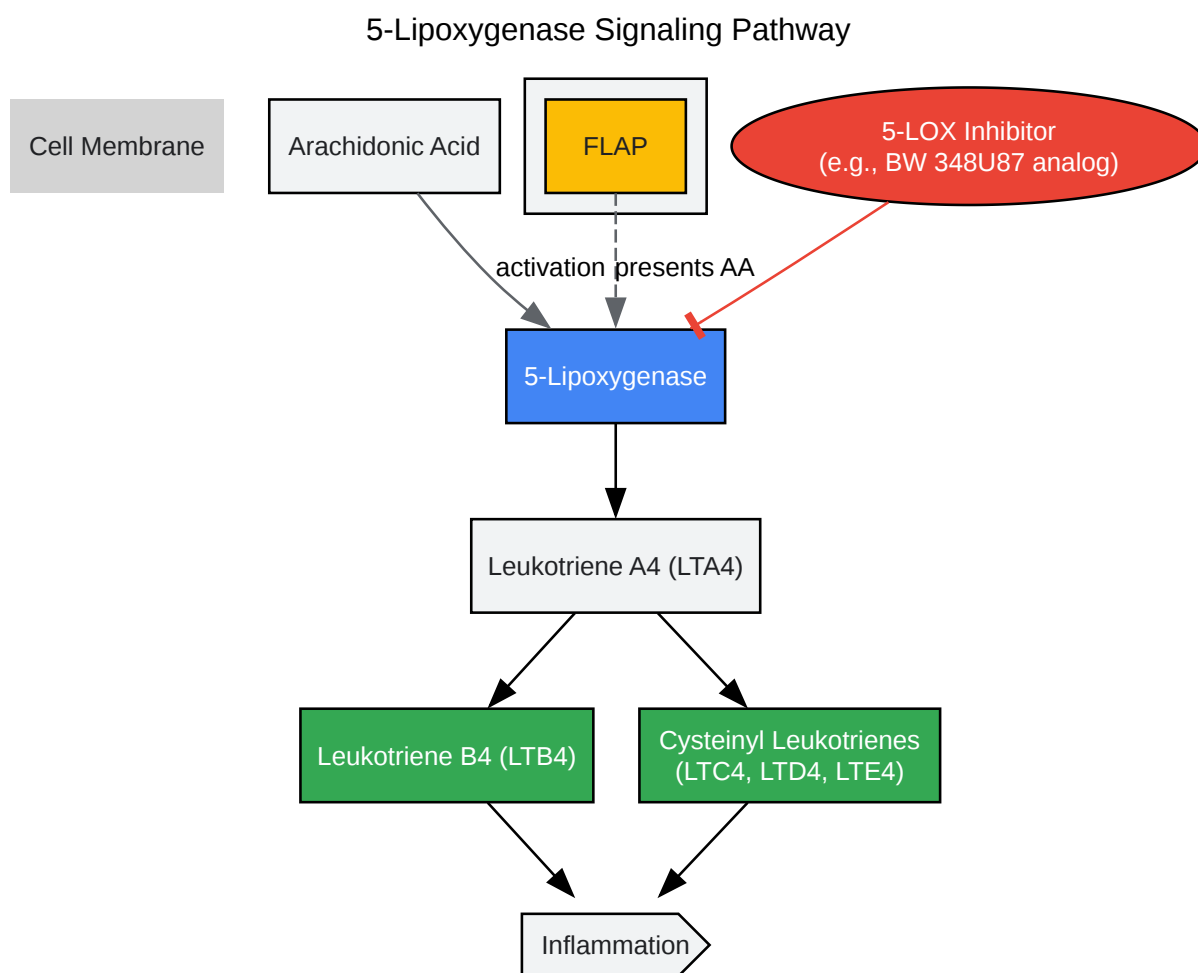 5-Lipoxygenase Signaling Pathway
Cell Membrane
Arachidonic Acid
FLAP
5-LOX Inhibitor
(e.g., BW 348U87 analog)
activation
presents AA
5-Lipoxygenase
Leukotriene A4 (LTA4)
Leukotriene B4 (LTB4)
Cysteinyl Leukotrienes
(LTC4, LTD4, LTE4)
Inflammation